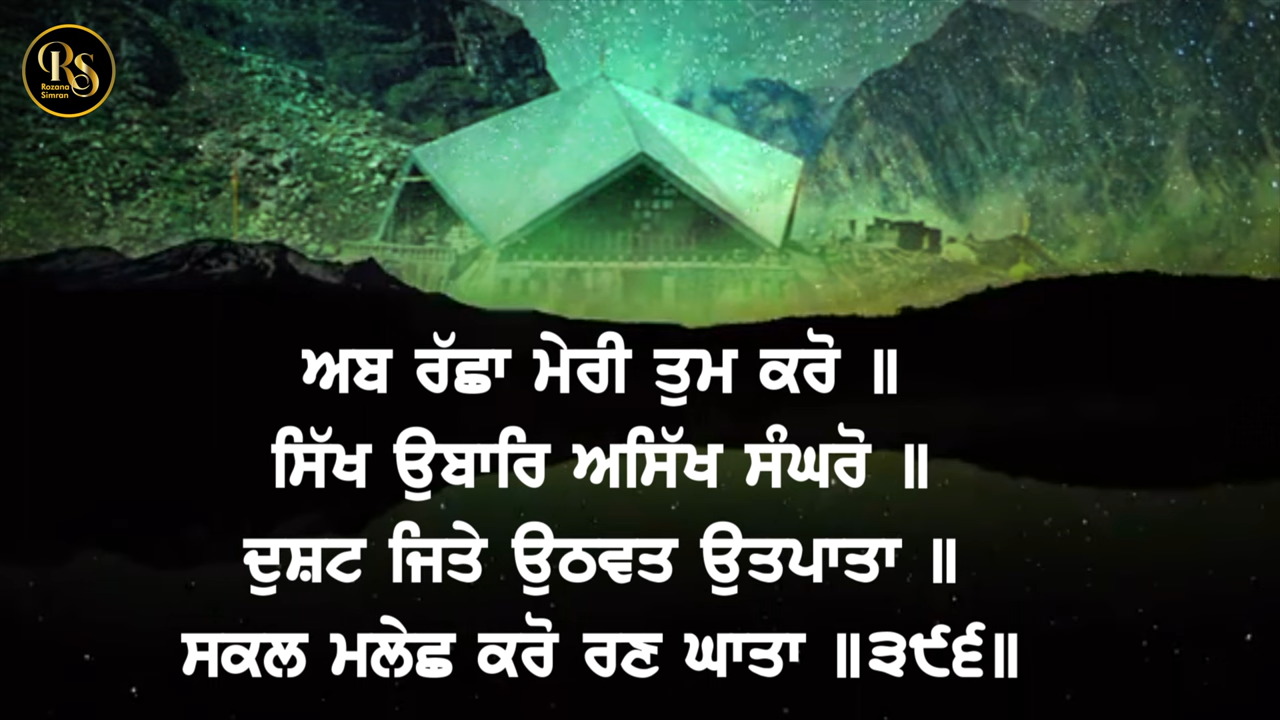 RS
Rozana
Simran
ਅਬ ਰੱਛਾ ਮੇਰੀ ਤੁਮ ਕਰੋ ॥
ਸਿੱਖ ਉਬਾਰਿ ਅਸਿੱਖ ਸੰਘਰੋ ॥
ਦੁਸ਼ਟ ਜਿਤੇ ਉਠਵਤ ਉਤਪਾਤਾ ॥
ਸਕਲ ਮਲੇਛ ਕਰੋ ਰਣ ਘਾਤਾ ॥੩੯੬॥